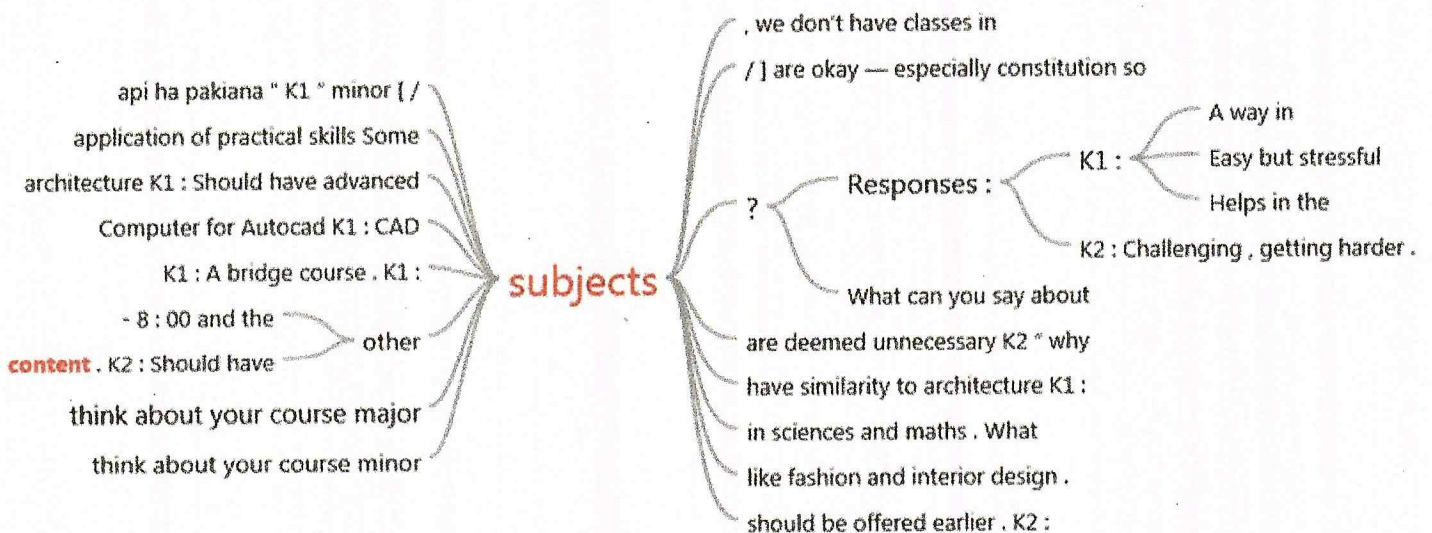 api ha pakiana " K1 " minor [ /
application of practical skills Some
architecture K1 : Should have advanced
Computer for Autocad K1 : CAD
K1 : A bridge course . K1 :
- 8 : 00 and the
content . K2 : Should have
other
think about your course major
think about your course minor
subjects
, we don't have classes in
/ ] are okay — especially constitution so
?
Responses :
K1 :
A way in
Easy but stressful
Helps in the
K2 : Challenging , getting harder .
What can you say about
are deemed unnecessary K2 " why
have similarity to architecture K1 :
in sciences and maths . What
like fashion and interior design .
should be offered earlier . K2 :